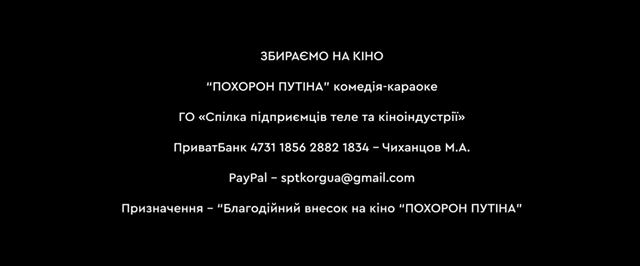 ЗБИРАЄМО НА КІНО
“ПОХОРОН ПУТІНА” комедія-караоке
ГО «Спілка підприємців теле та кіноіндустрії»
ПриватБанк 4731 1856 2882 1834 – Чиханцов М.А.
PayPal – sptkorgua@gmail.com
Призначення – “Благодійний внесок на кіно “ПОХОРОН ПУТІНА”